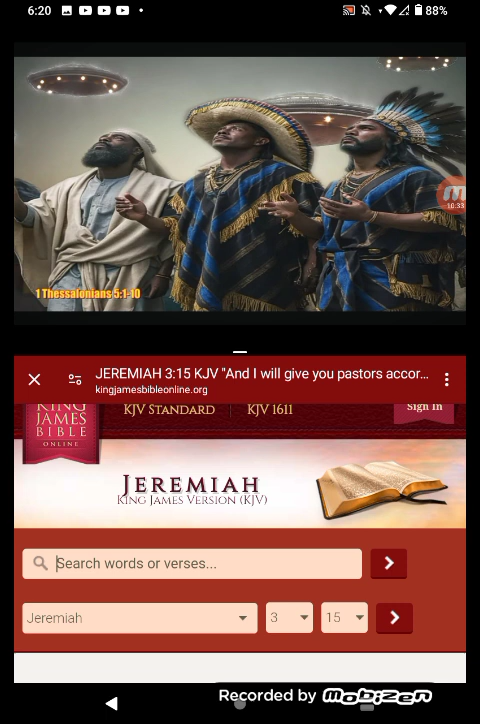 6:20
88%
10:33
1 Thessalonians 5:1-10
JEREMIAH 3:15 KJV "And I will give you pastors accor...
kingjamesbibleonline.org
KING
JAMES
BIBLE
ONLINE
KJV STANDARD
KJV 1611
Sign In
JEREMIAH
KING JAMES VERSION (KJV)
Search words or verses...
Jeremiah
3
15
Recorded by Mobizen